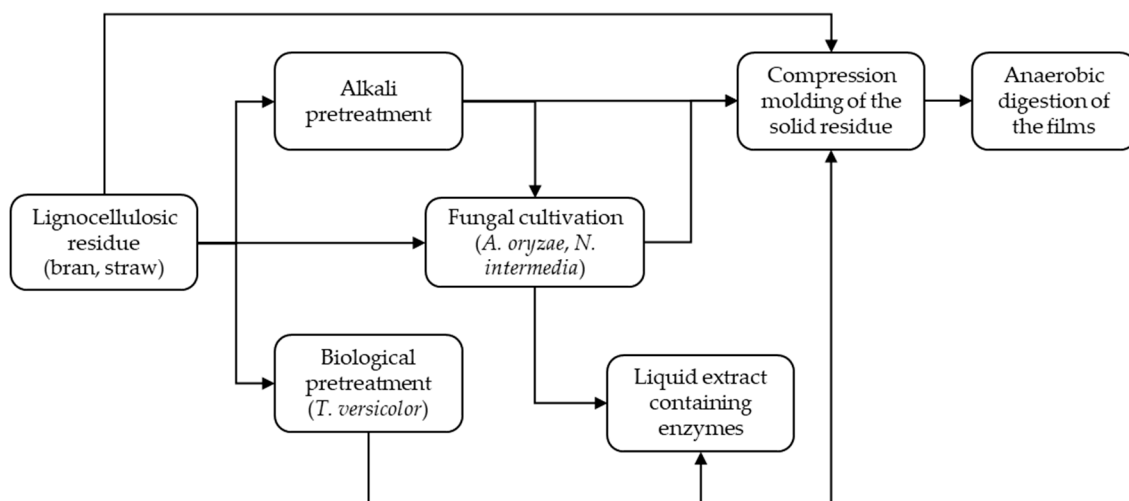 Alkali
pretreatment
Compression
molding of the
solid residue
Anaerobic
digestion of
the films
Lignocellulosic
residue
(bran, straw)
Fungal cultivation
(A. oryzae, N.
intermedia)
Biological
pretreatment
(T. versicolor)
Liquid extract
containing
enzymes